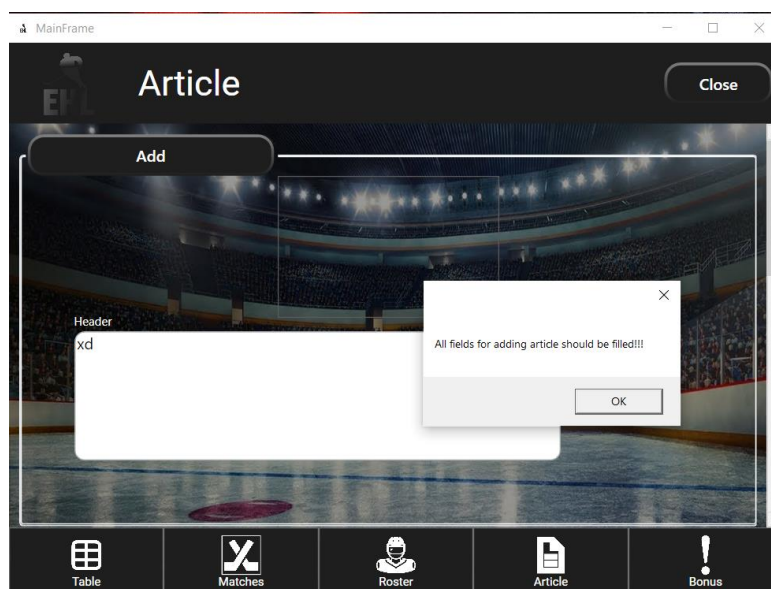 MainFrame
EHL
Article
Close
Add
Header
xd
All fields for adding article should be filled!!!
OK
Table
Matches
Roster
Article
Bonus